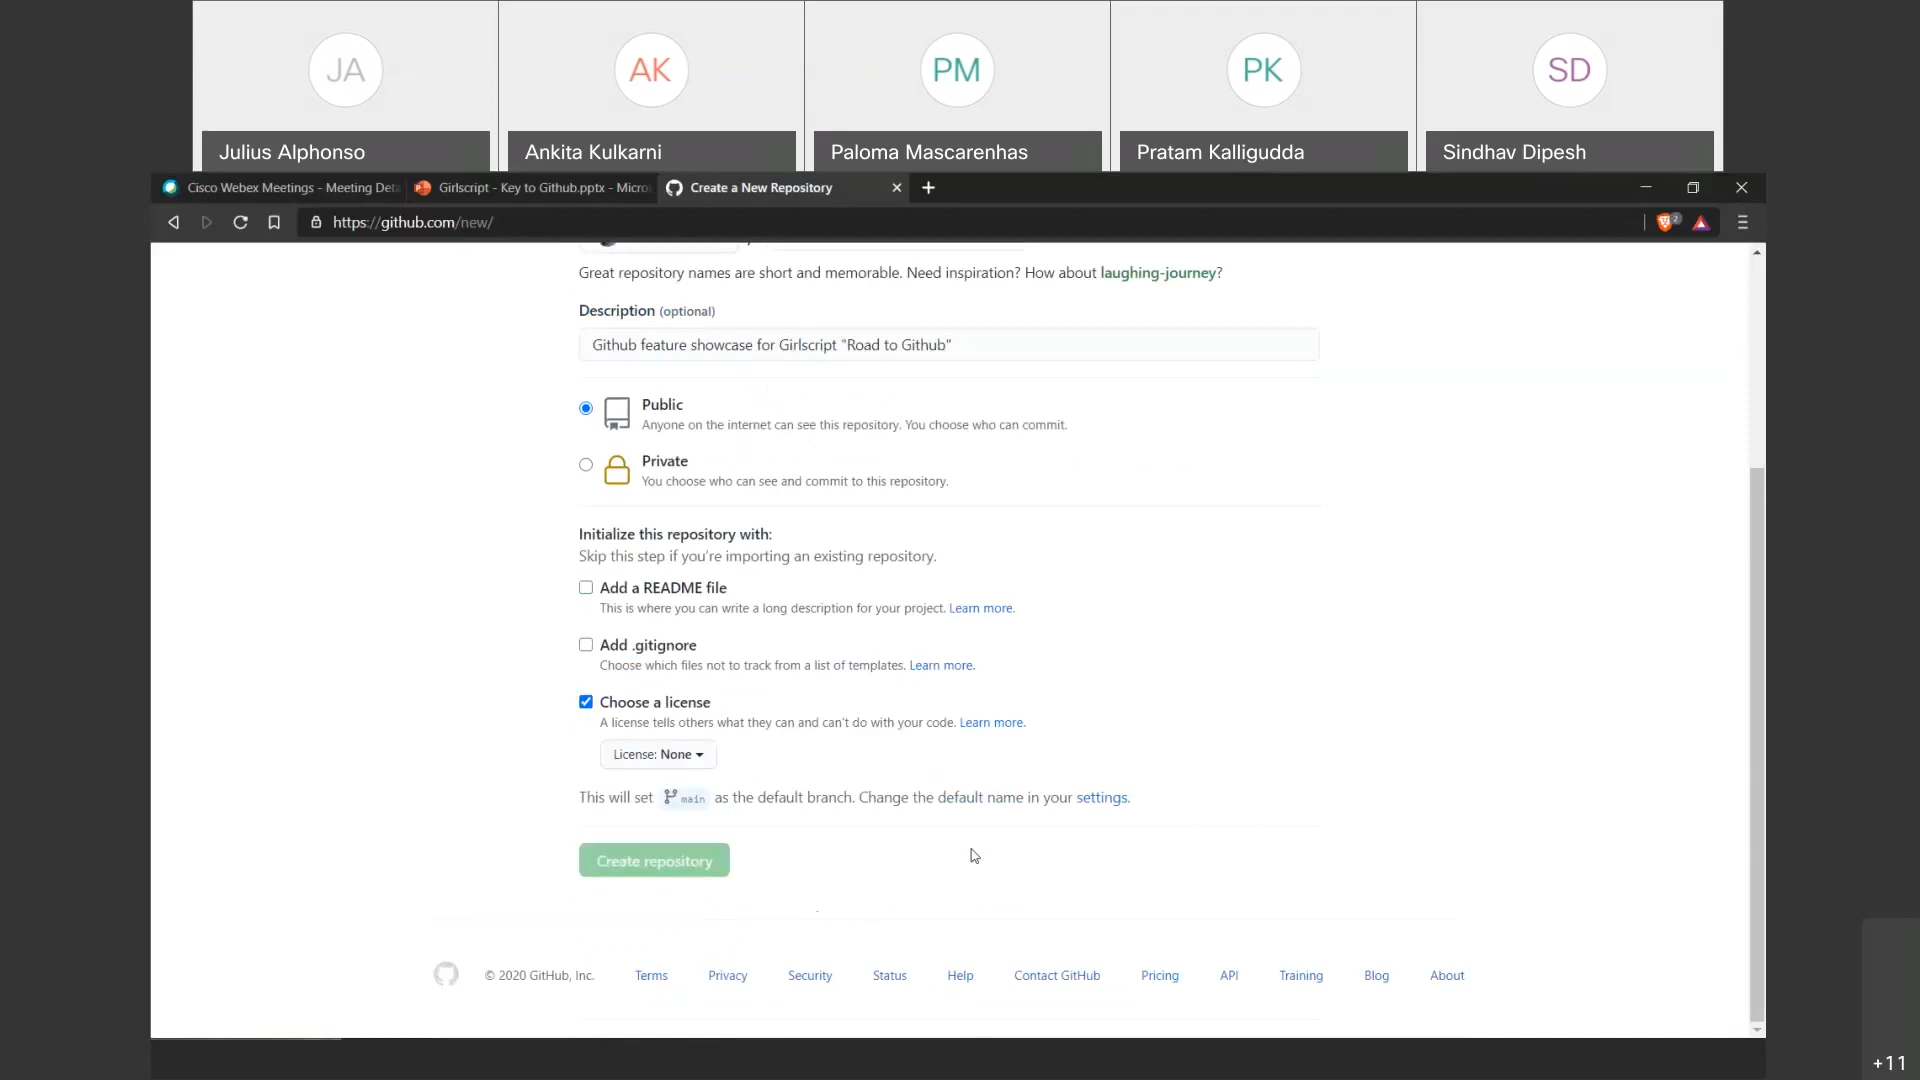 JA
AK
PM
PK
SD
Julius Alphonso
Ankita Kulkarni
Paloma Mascarenhas
Pratam Kalligudda
Sindhav Dipesh
Cisco Webex Meetings - Meeting Deta
Girlscript - Key to Github.pptx - Micro
Create a New Repository
https://github.com/new/
2
Great repository names are short and memorable. Need inspiration? How about laughing-journey?
Description (optional)
Github feature showcase for Girlscript "Road to Github"
Public
Anyone on the internet can see this repository. You choose who can commit.
Private
You choose who can see and commit to this repository.
Initialize this repository with:
Skip this step if you're importing an existing repository.
Add a README file
This is where you can write a long description for your project. Learn more.
Add .gitignore
Choose which files not to track from a list of templates. Learn more.
Choose a license
A license tells others what they can and can't do with your code. Learn more.
License: None
This will set main as the default branch. Change the default name in your settings.
Create repository
© 2020 GitHub, Inc.
Terms
Privacy
Security
Status
Help
Contact GitHub
Pricing
API
Training
Blog
About
+11